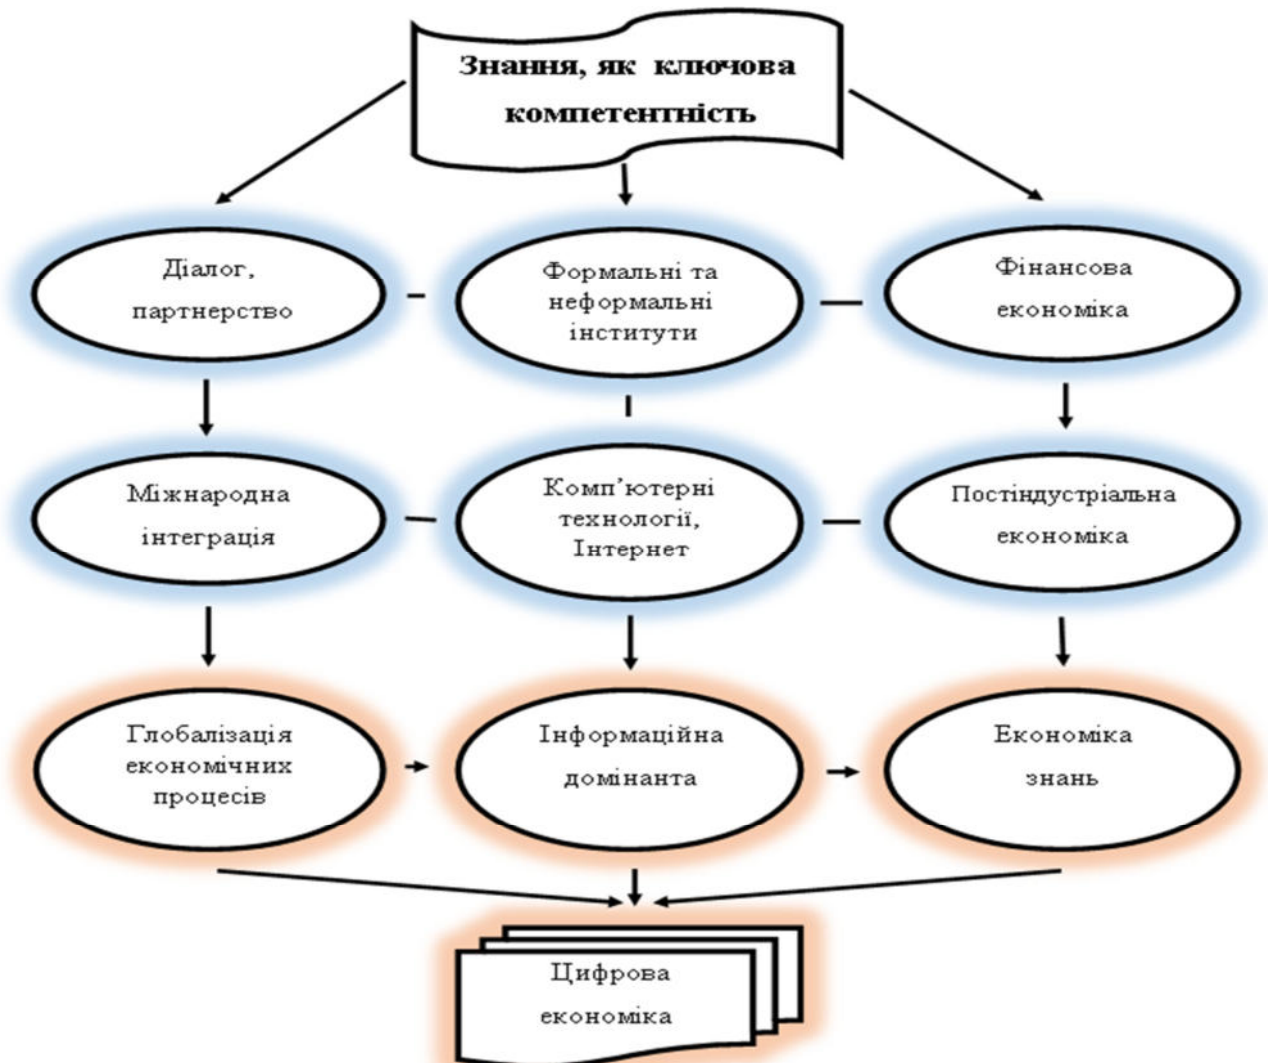 Знання, як ключова
компетентність
Діалог,
партнерство
Формальні та
неформальні
інститути
Фінансова
економіка
Міжнародна
інтеграція
Комп’ютерні
технології,
Інтернет
Постіндустріальна
економіка
Глобалізація
економічних
процесів
Інформаційна
домінанта
Економіка
знань
Цифрова
економіка